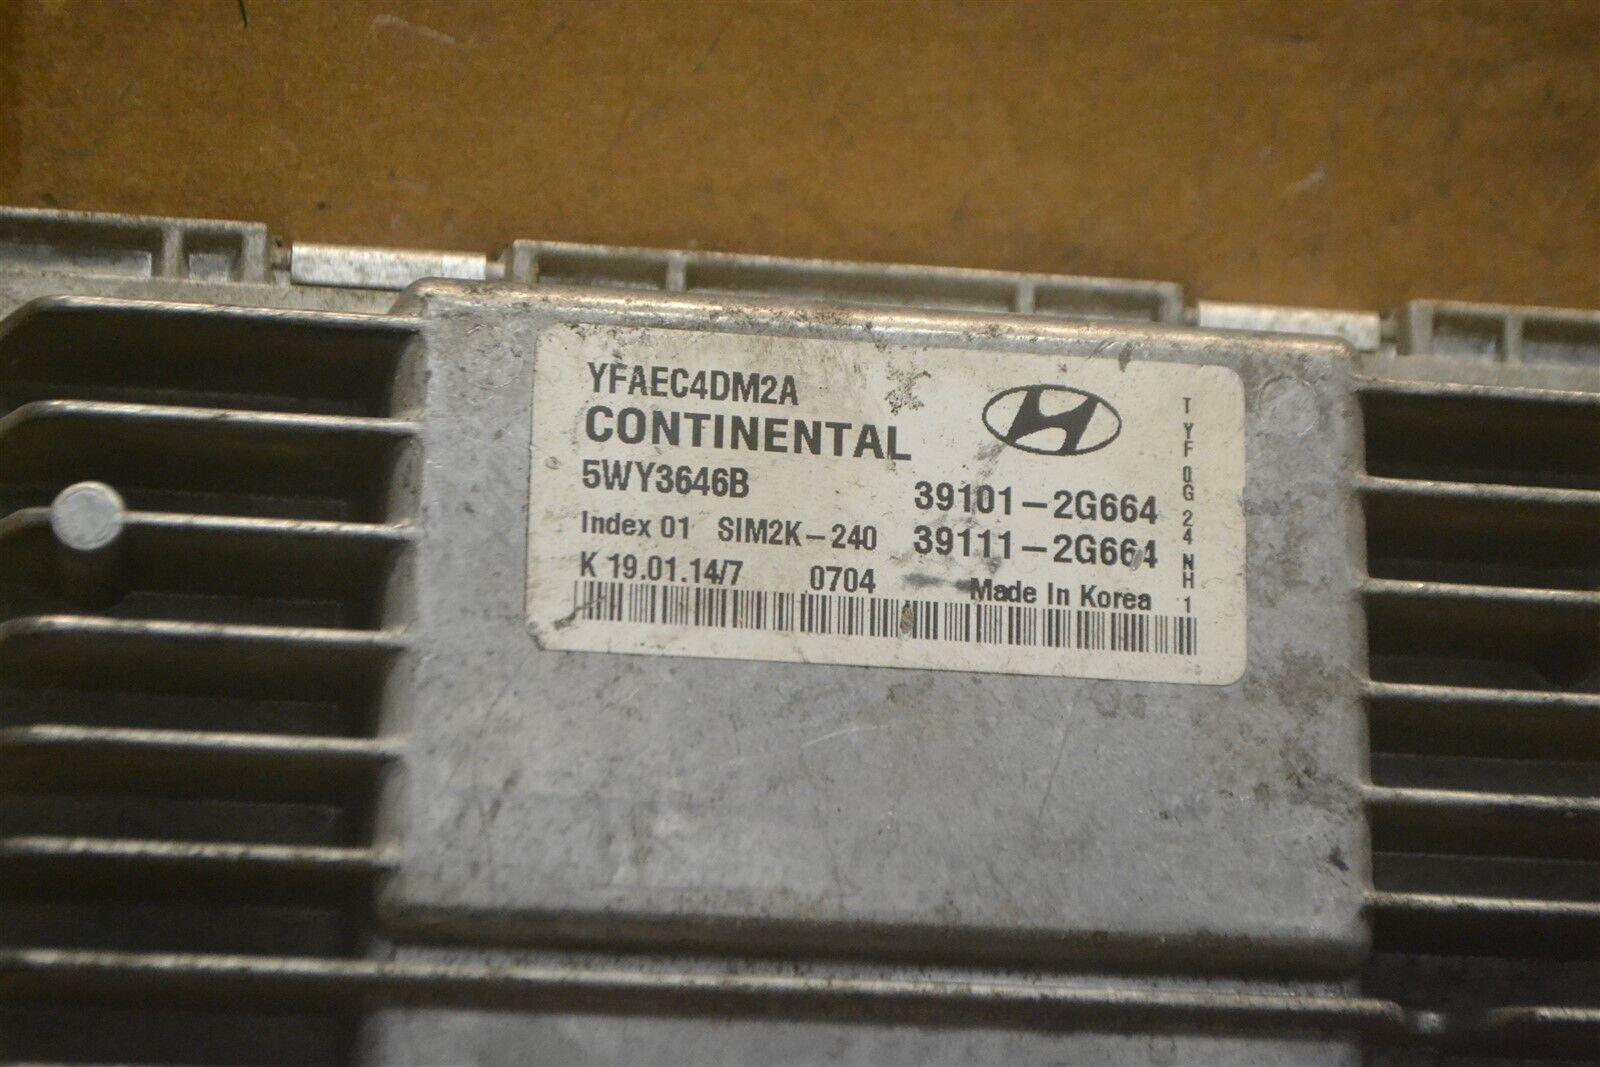 YFAEC4DM2A
CONTINENTAL
5WY3646B
39101-2G664
Index 01 SIM2K-240 39111-2G664
K 19.01.14/7 0704 Made In Korea
TYF QG 24 NH 1